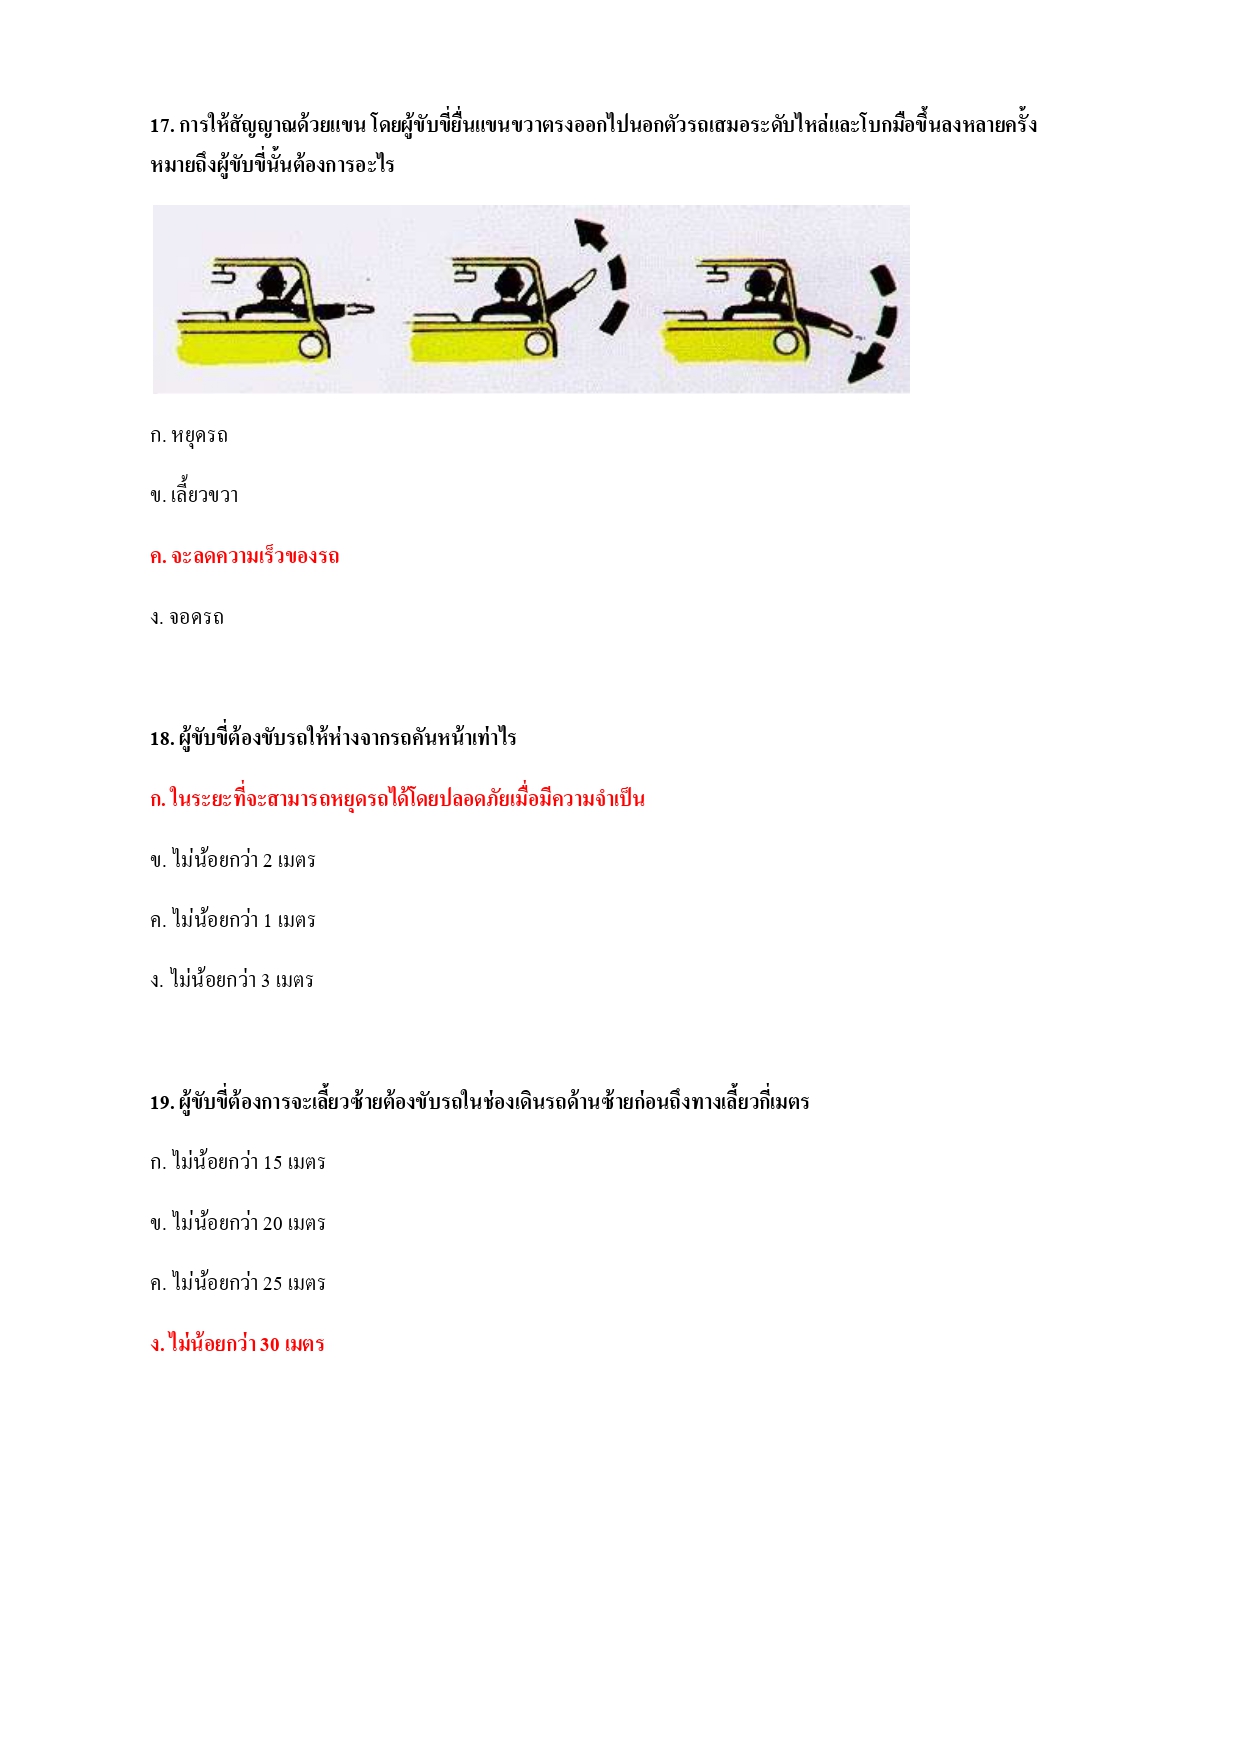 17. การให้สัญญาณด้วยแขน โดยผู้ขับขี่ยื่นแขนขวาตรงออกไปนอกตัวรถเสมอระดับไหล่และโบกมือขึ้นลงหลายครั้ง
หมายถึงผู้ขับขี่นั้นต้องการอะไร
ก. หยุดรถ
ข. เลี้ยวขวา
ค. จะลดความเร็วของรถ
ง. จอดรถ
18. ผู้ขับขี่ต้องขับรถให้ห่างจากรถคันหน้าเท่าไร
ก. ในระยะที่จะสามารถหยุดรถได้โดยปลอดภัยเมื่อมีความจำเป็น
ข. ไม่น้อยกว่า 2 เมตร
ค. ไม่น้อยกว่า 1 เมตร
ง. ไม่น้อยกว่า 3 เมตร
19. ผู้ขับขี่ต้องการจะเลี้ยวซ้ายต้องขับรถในช่องเดินรถด้านซ้ายก่อนถึงทางเลี้ยวกี่เมตร
ก. ไม่น้อยกว่า 15 เมตร
ข. ไม่น้อยกว่า 20 เมตร
ค. ไม่น้อยกว่า 25 เมตร
ง. ไม่น้อยกว่า 30 เมตร